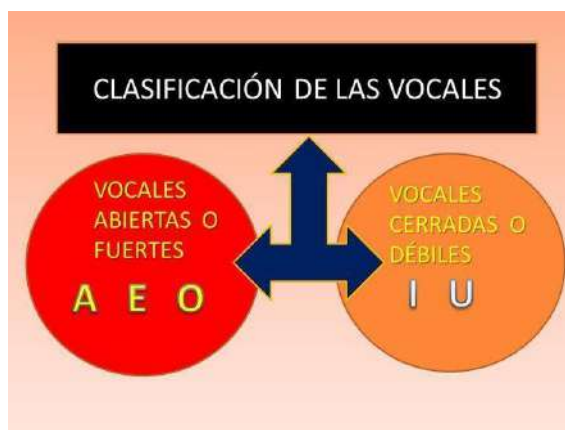 CLASIFICACIÓN DE LAS VOCALES
VOCALES
ABIERTAS O
FUERTES
A E O
VOCALES
CERRADAS O
DÉBILES
I U